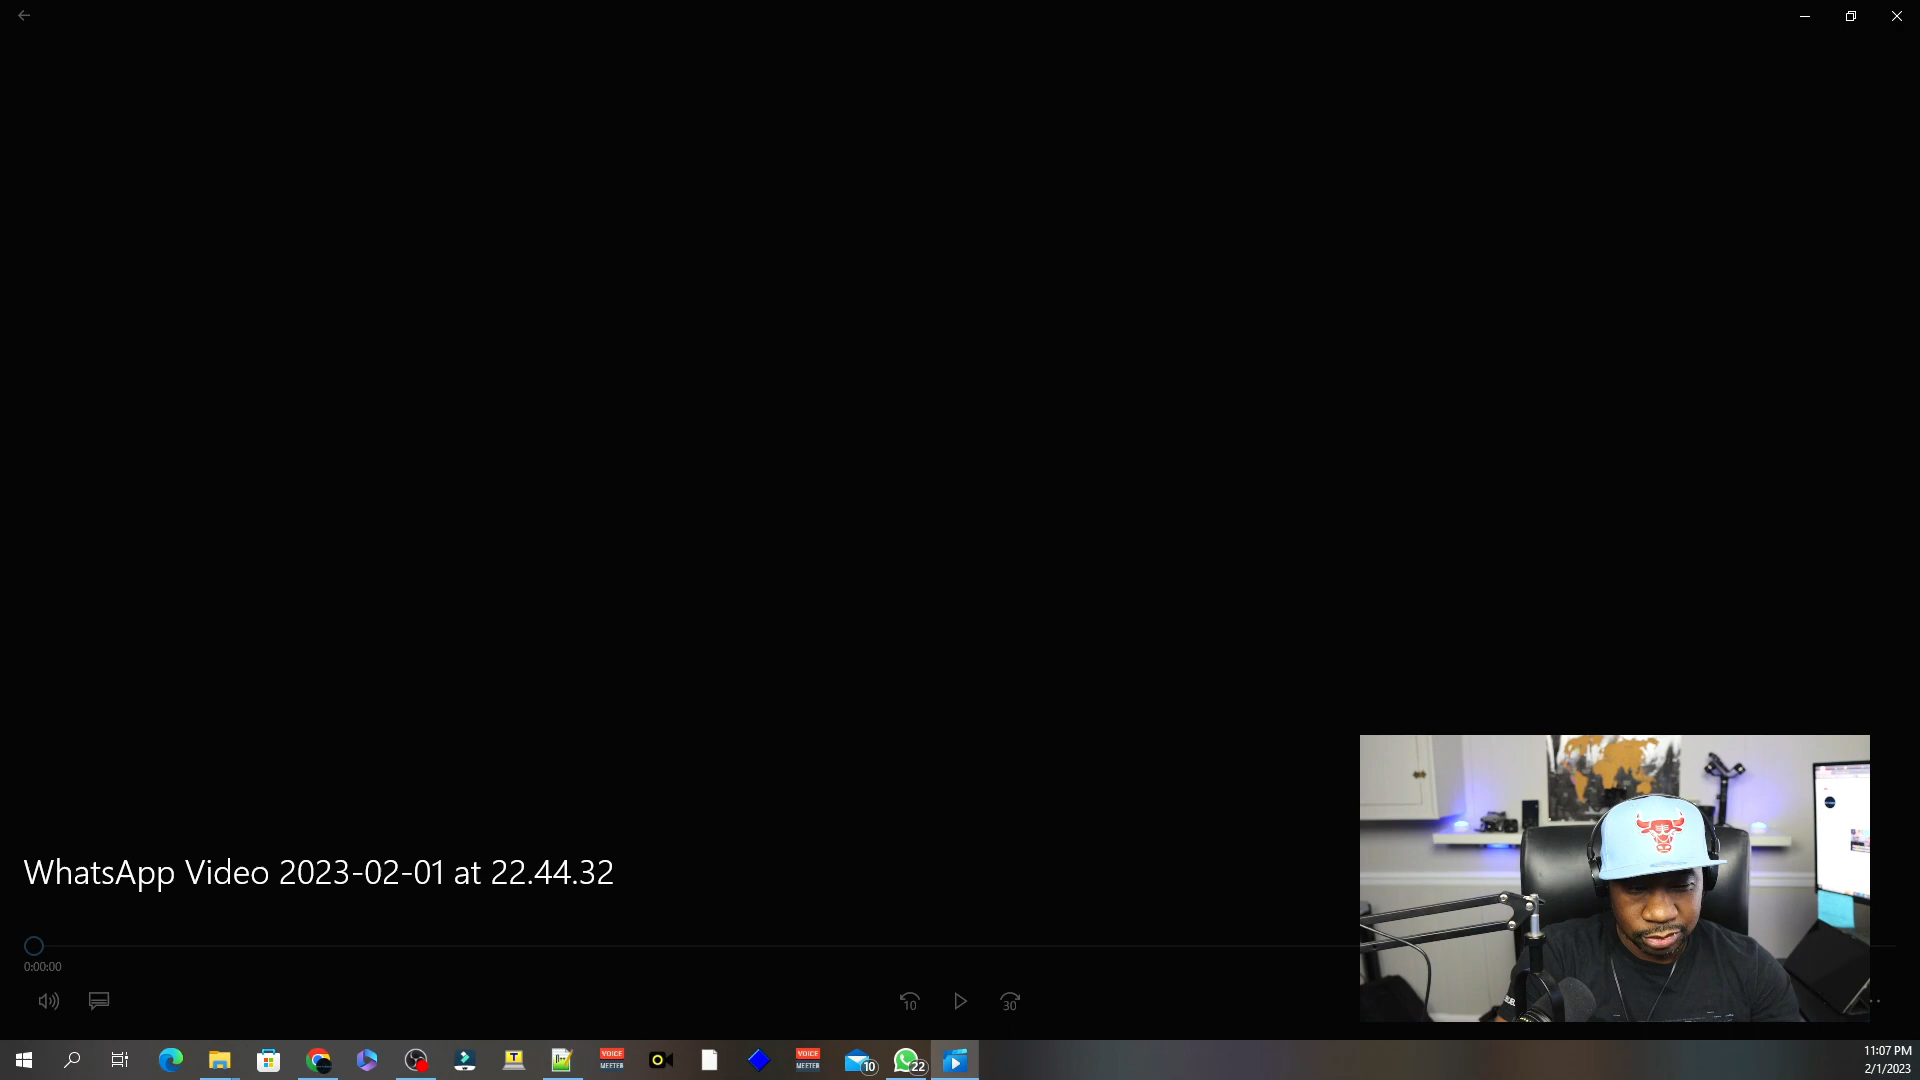 WhatsApp Video 2023-02-01 at 22.44.32
0:00:00
10
30
T
VOICE
MEETER
VOICE
MEETER
10
22
11:07 PM
2/1/2023